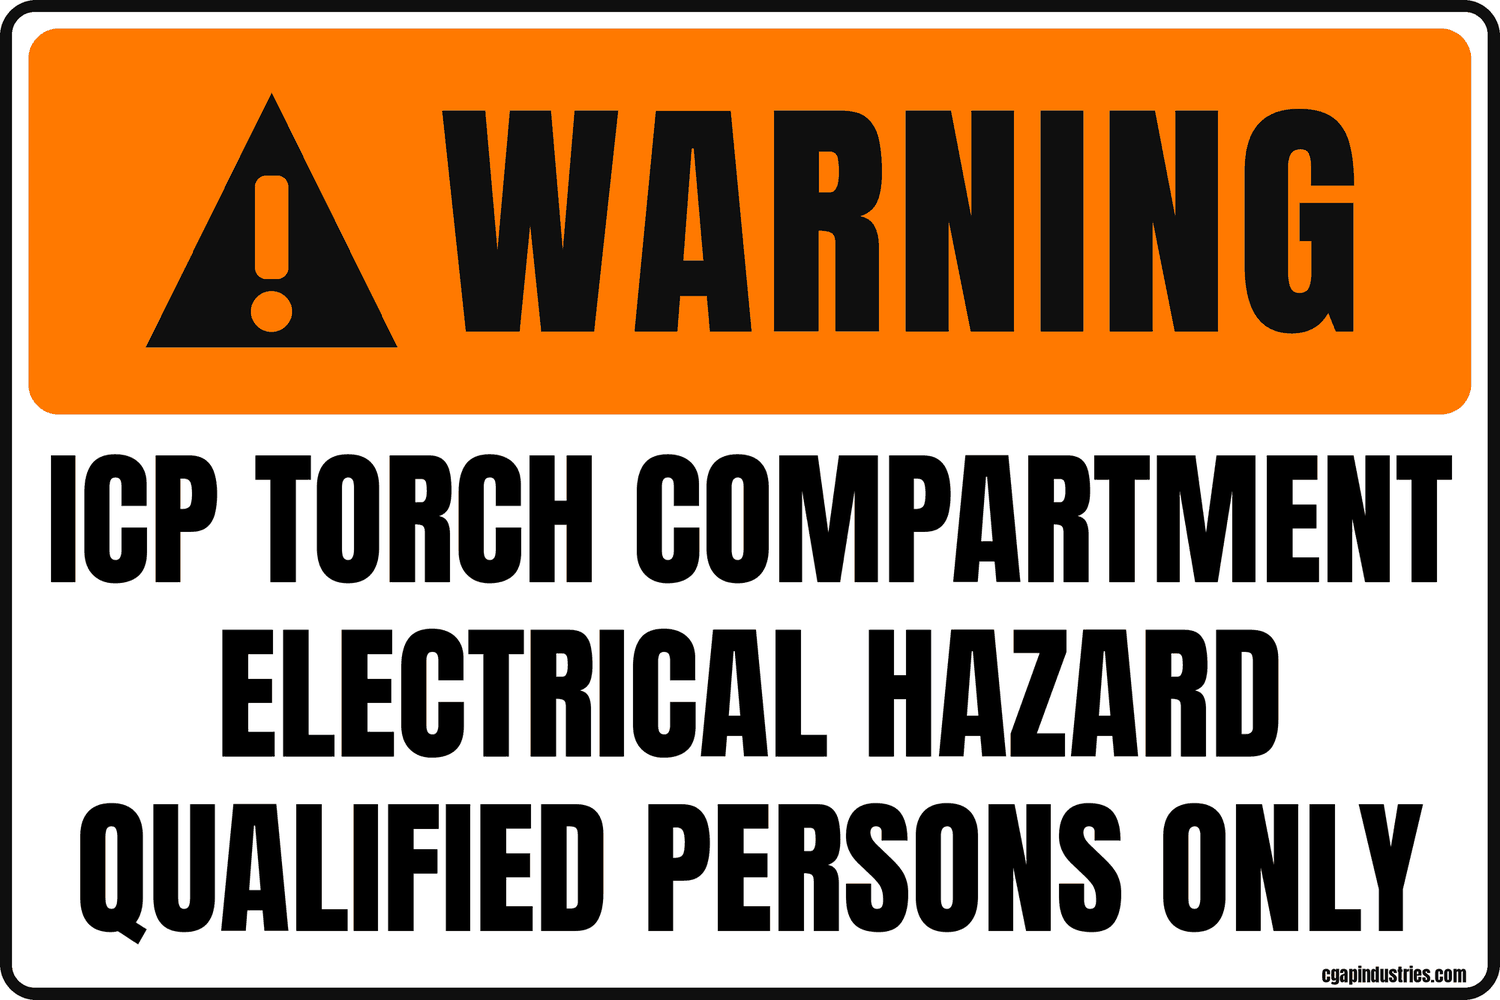 WARNING
ICP TORCH COMPARTMENT
ELECTRICAL HAZARD
QUALIFIED PERSONS ONLY
cgapindustries.com